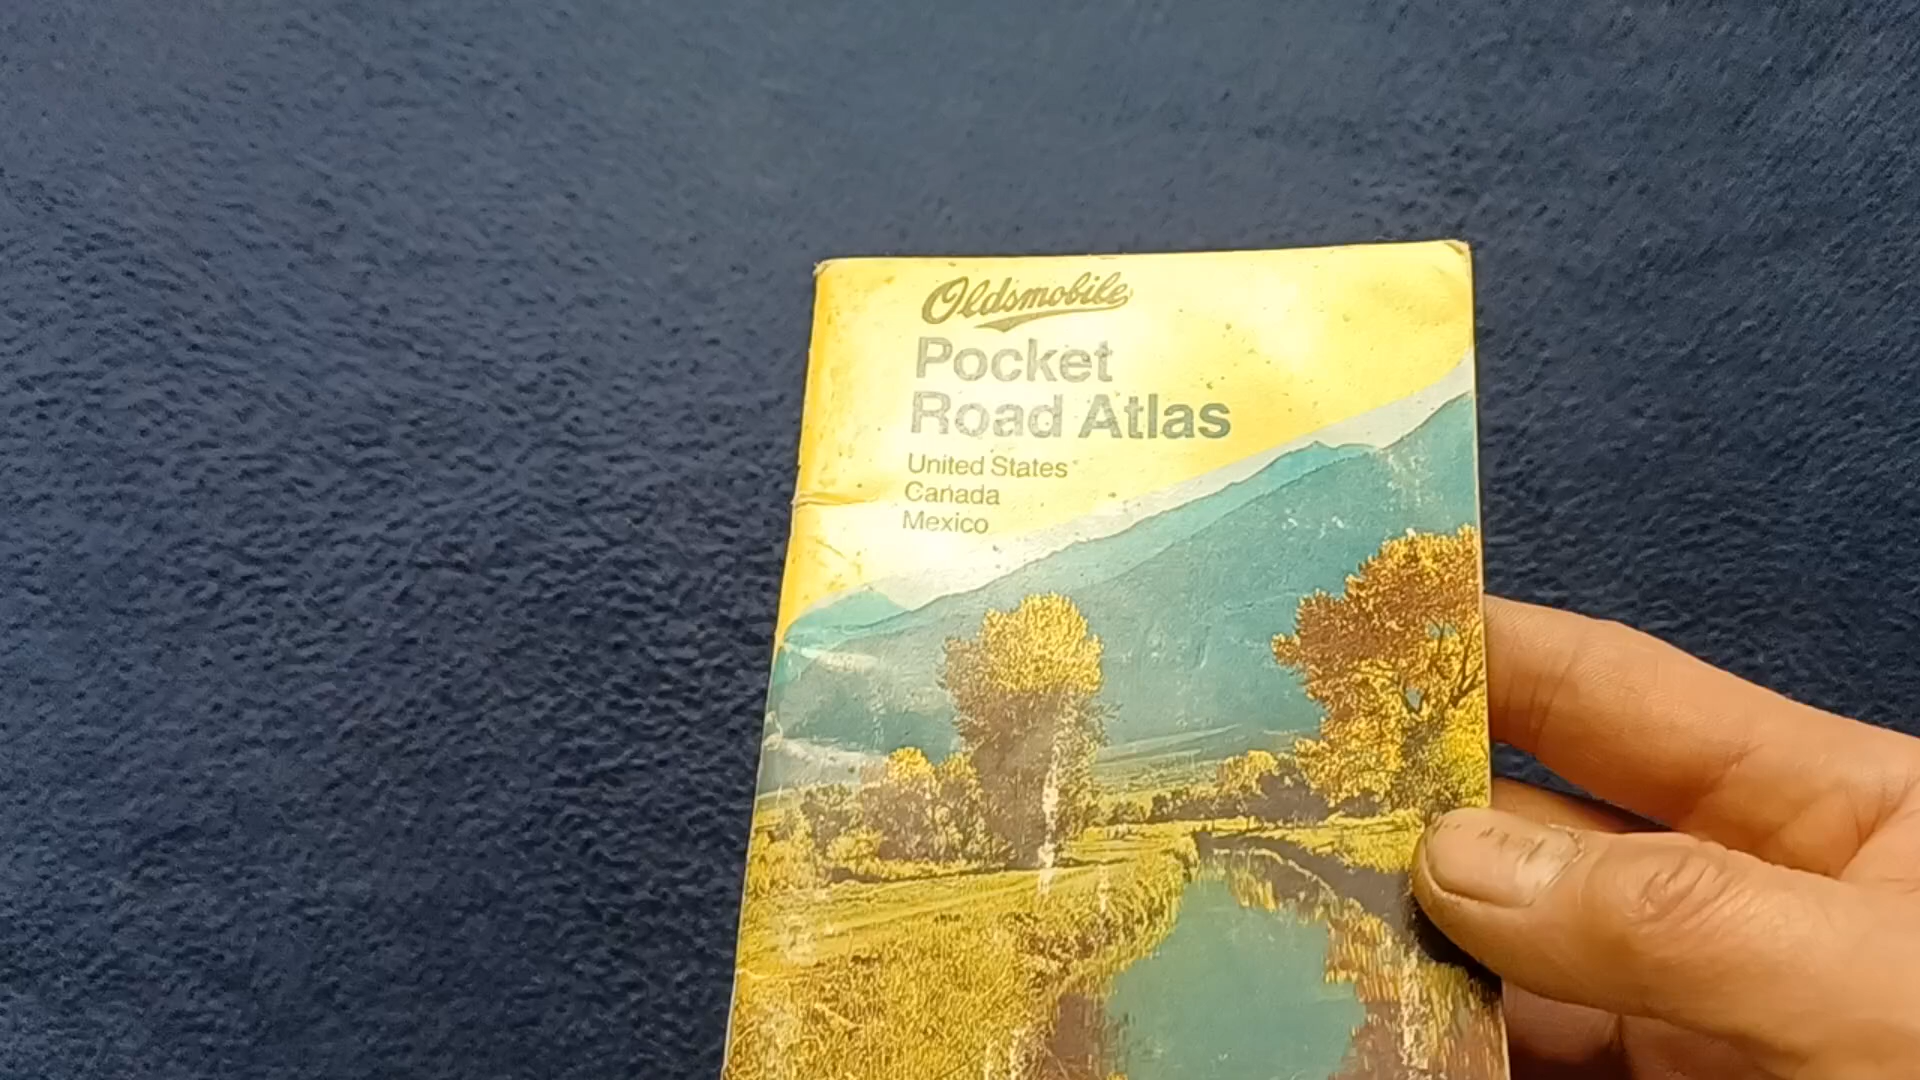 Oldsmobile
Pocket
Road Atlas
United States
Canada
Mexico